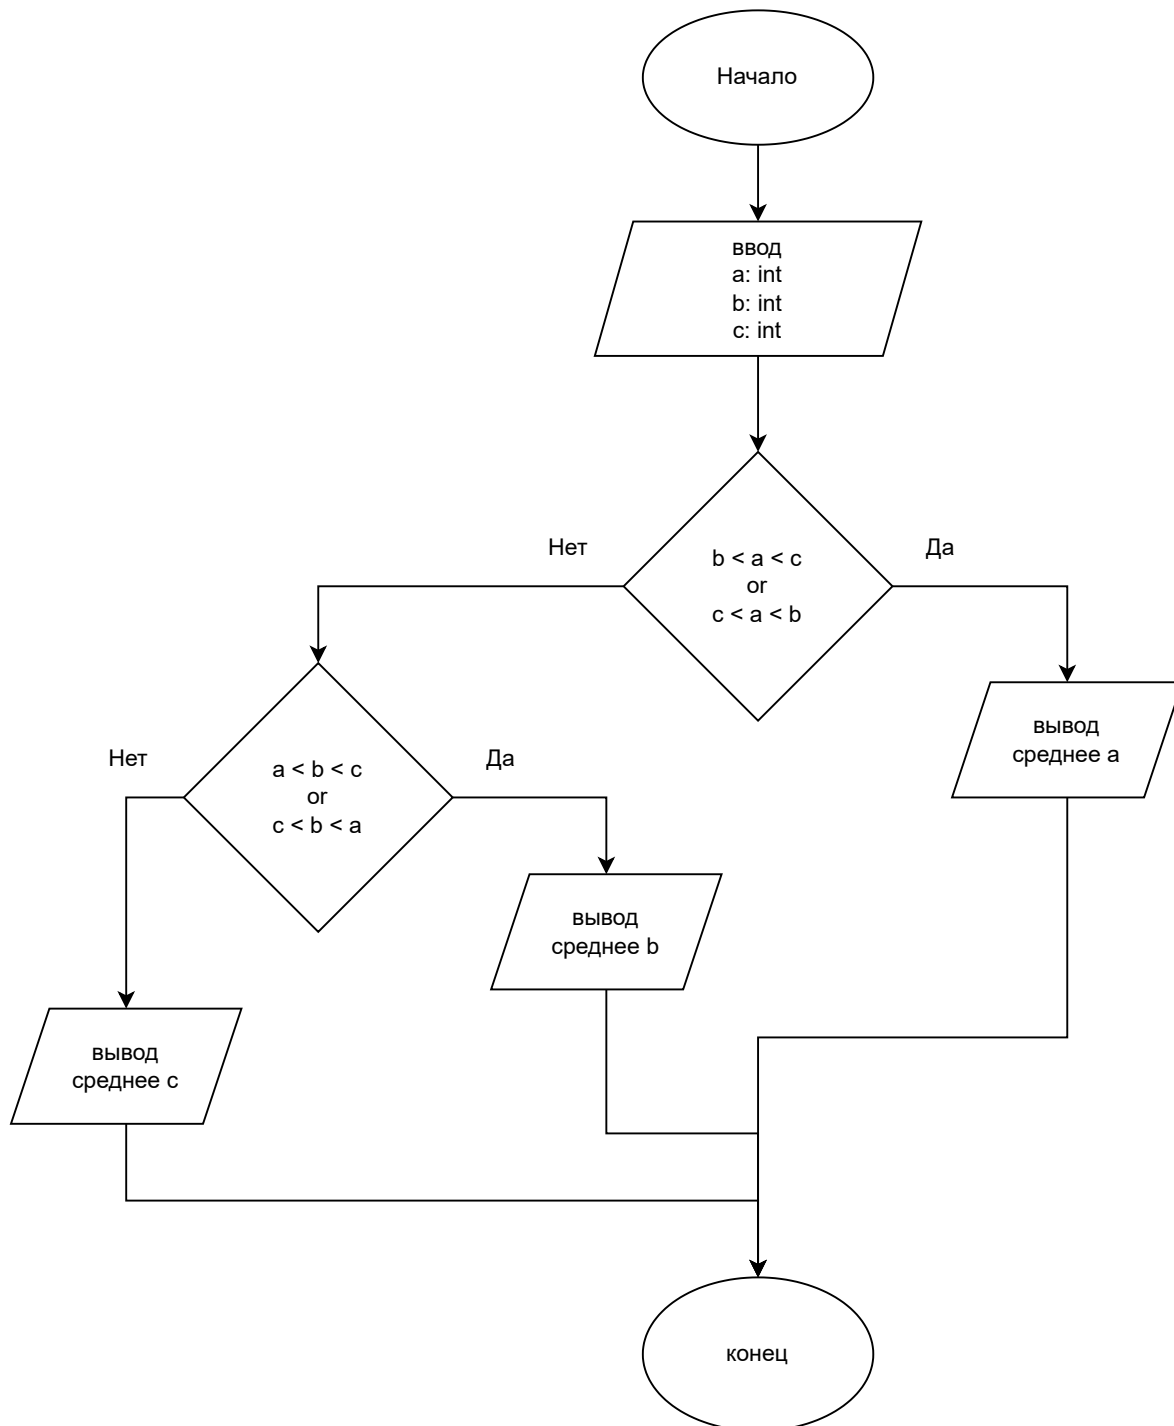 Начало
ввод
a: int
b: int
c: int
Нет
Да
b < a < c
or
c < a < b
Нет
Да
a < b < c
or
c < b < a
вывод
среднее a
вывод
среднее b
вывод
среднее c
конец